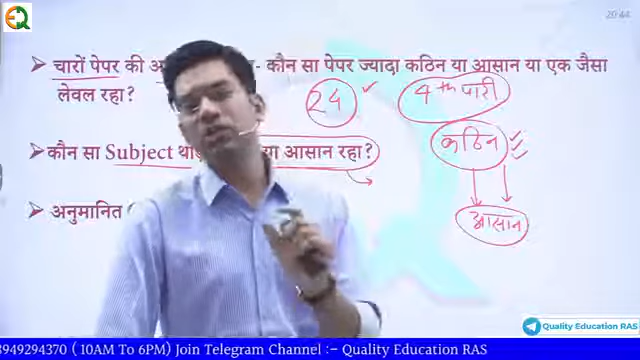 20:44
चारों पेपर की - कौन सा पेपर ज्यादा कठिन या आसान या एक जैसा
लेवल रहा?
24 4th पारी
कठिन
कौन सा Subject या आसान रहा?
अनुमानित
आसान
Quality Education RAS
8949294370 ( 10AM To 6PM) Join Telegram Channel :- Quality Education RAS